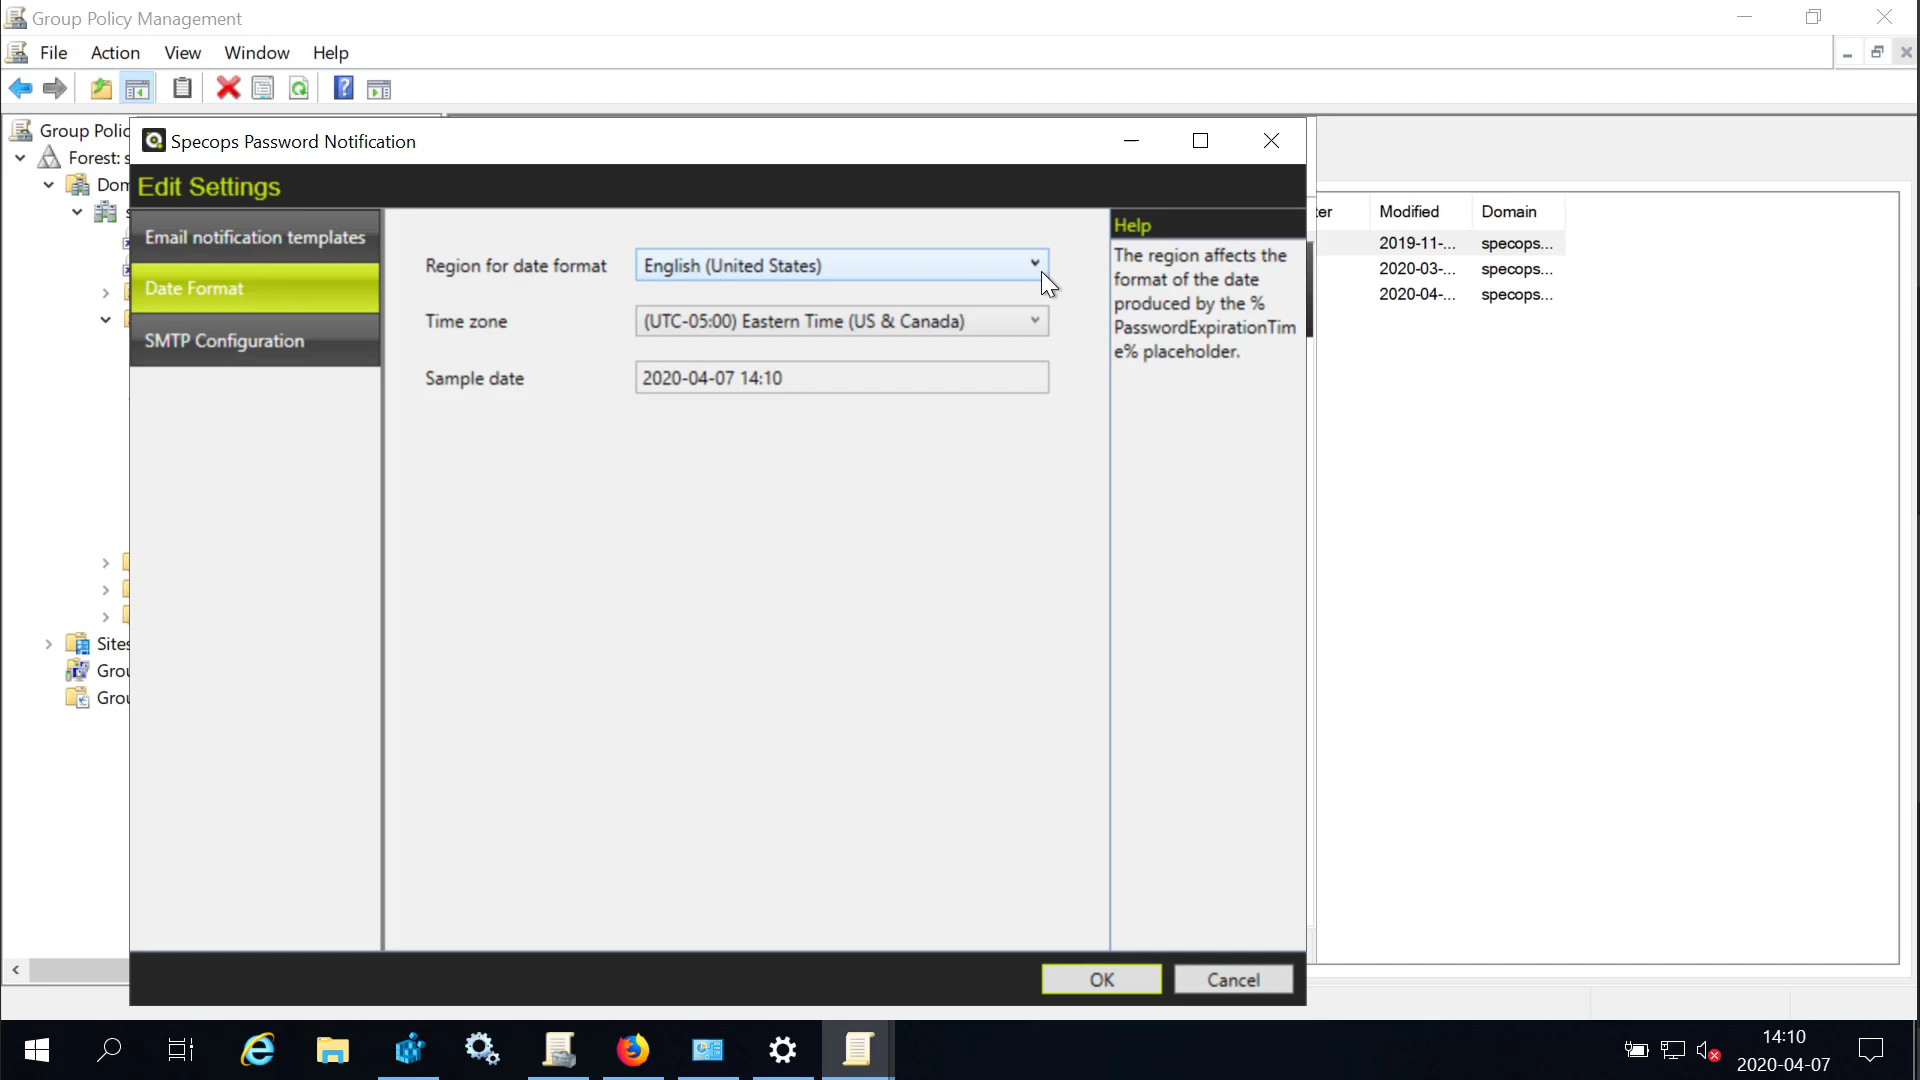 Group Policy Management
File Action View Window Help
Group Polic
Forest: s
Dom
Sites
Grou
Grou
Specops Password Notification
Edit Settings
Email notification templates
Date Format
SMTP Configuration
Region for date format
English (United States)
Time zone
(UTC-05:00) Eastern Time (US & Canada)
Sample date
2020-04-07 14:10
Help
The region affects the
format of the date
produced by the %
PasswordExpirationTim
e% placeholder.
OK
Cancel
ter Modified Domain
2019-11-... specops...
2020-03-... specops...
2020-04-... specops...
14:10
2020-04-07